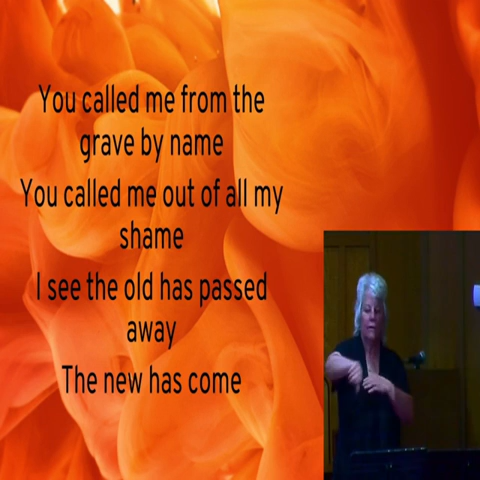 You called me from the
grave by name
You called me out of all my
shame
I see the old has passed
away
The new has come